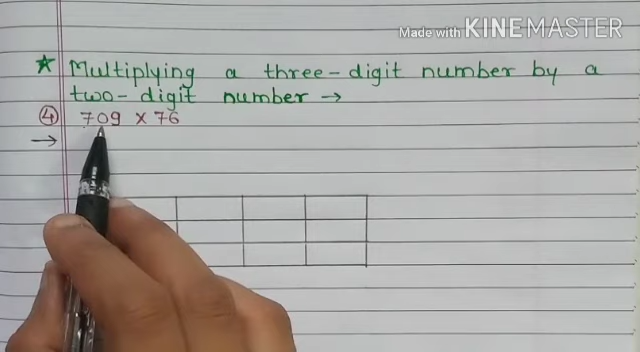 Made with KINEMASTER
★ Multiplying a three-digit number by a
two-digit number →
④ 709 x 76
→